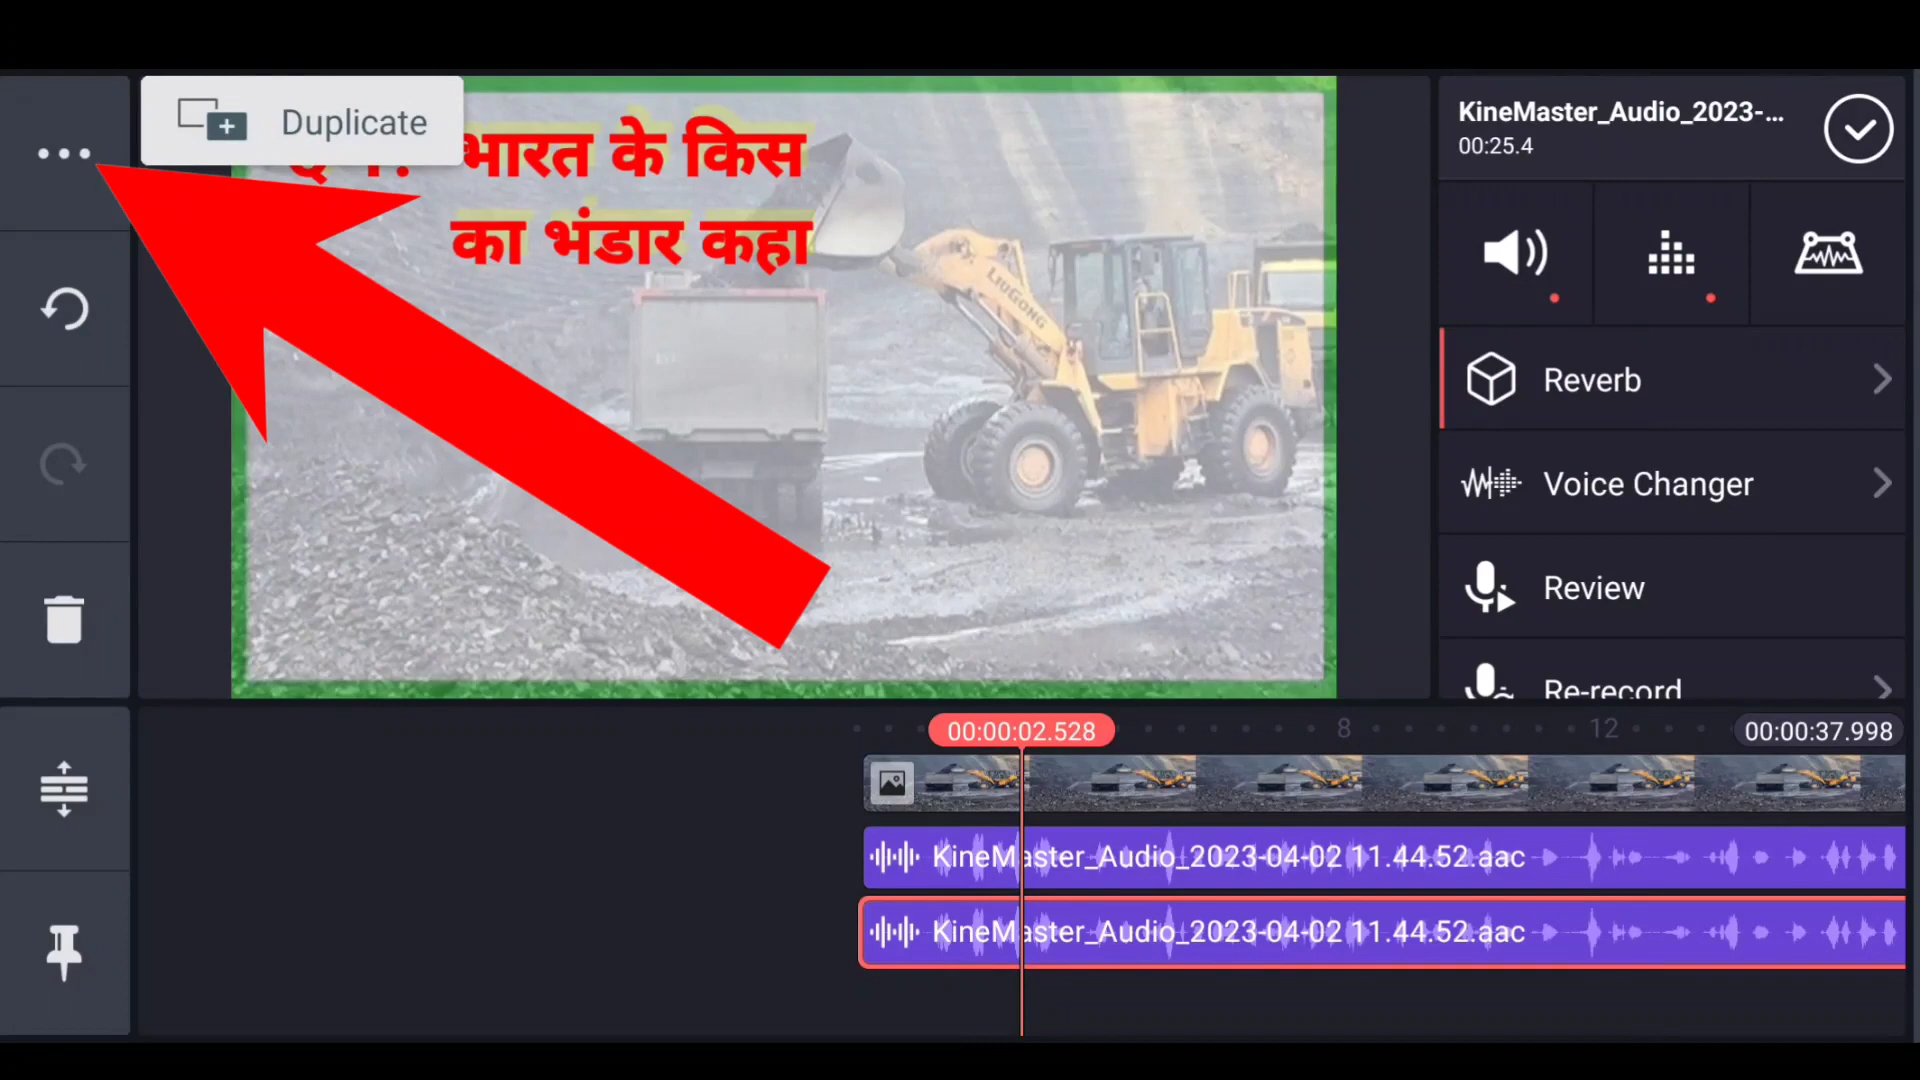 Duplicate
भारत के किस
का भंडार कहा
LIUGONG
KineMaster_Audio_2023-...
00:25.4
Reverb
Voice Changer
Review
Re-record
00:00:02.528
8
12
00:00:37.998
KineMaster_Audio_2023-04-02 11.44.52.aac
KineMaster_Audio_2023-04-02 11.44.52.aac